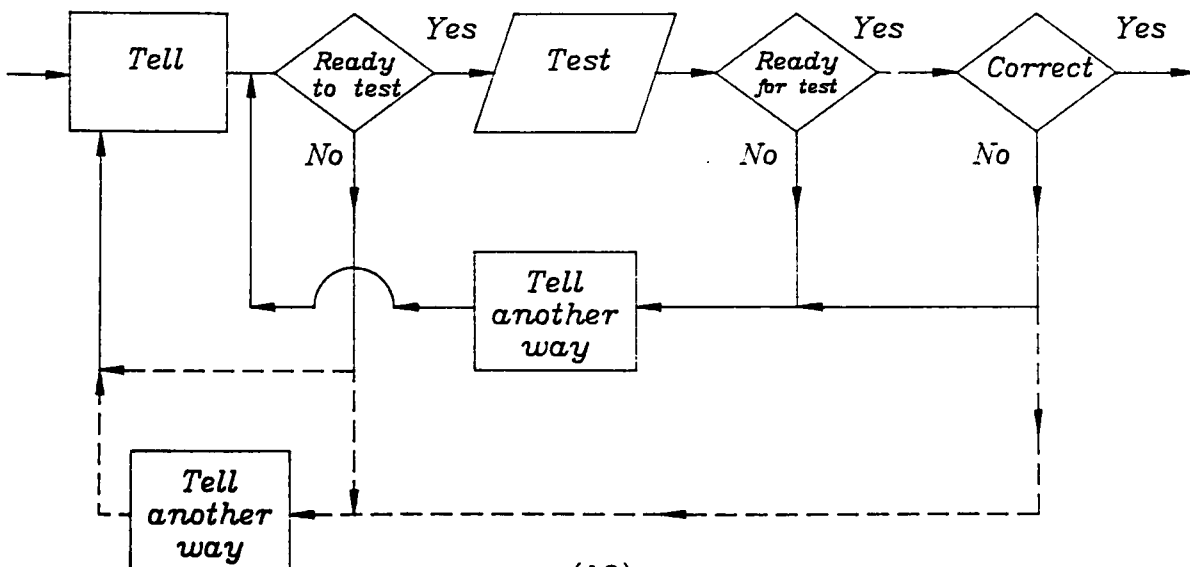 Tell
Ready
to test
Yes
Test
Ready
for test
Yes
Correct
Yes
No
No
No
Tell
another
way
Tell
another
way